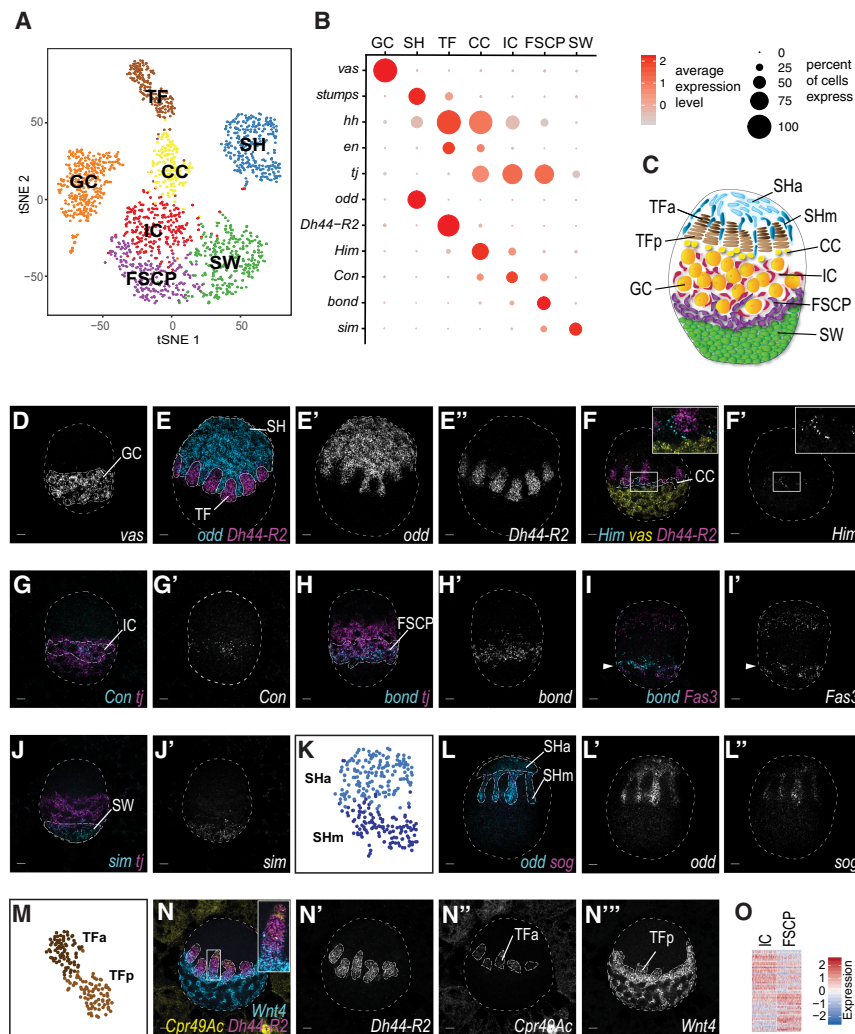 A
TF
SH
CC
GC
IC
SW
FSCP
50
0
−50
tSNE 2
−50 0 50
tSNE 1
B
GC SH TF CC IC FSCP SW
vas
stumps
hh
en
tj
odd
Dh44−R2
Him
Con
bond
sim
2
1
0
average
expression
level
0
25
50
75
100
percent
of cells
express
C
SHa
TFa
SHm
TFp
CC
IC
GC
FSCP
SW
D
GC
vas
E
SH
TF
odd Dh44-R2
E'
odd
E''
Dh44-R2
F
CC
Him vas Dh44-R2
F'
Him
G
IC
Con tj
G'
Con
H
FSCP
bond tj
H'
bond
I
bond Fas3
I'
Fas3
J
SW
sim tj
J'
sim
K
SHa
SHm
L
SHa
SHm
odd sog
L'
odd
L''
sog
M
TFa
TFp
N
Wnt4
Cpr49Ac Dh44-R2
N'
Dh44-R2
N''
TFa
Cpr49Ac
N'''
TFp
Wnt4
O
IC
FSCP
2
1
0
−1
−2
Expression